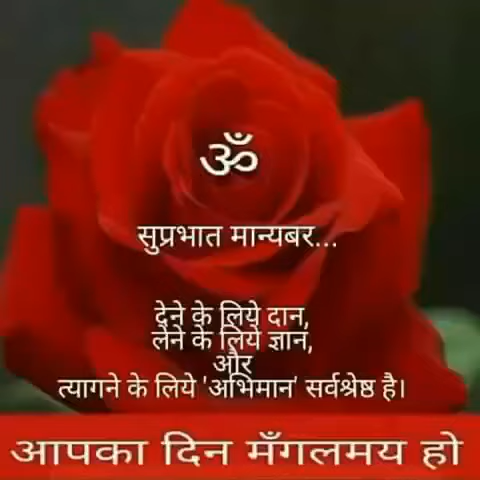 ॐ
सुप्रभात मान्यबर...
देने के लिये दान,
लेने के लिये ज्ञान,
और
त्यागने के लिये 'अभिमान' सर्वश्रेष्ठ है।
आपका दिन मँगलमय हो